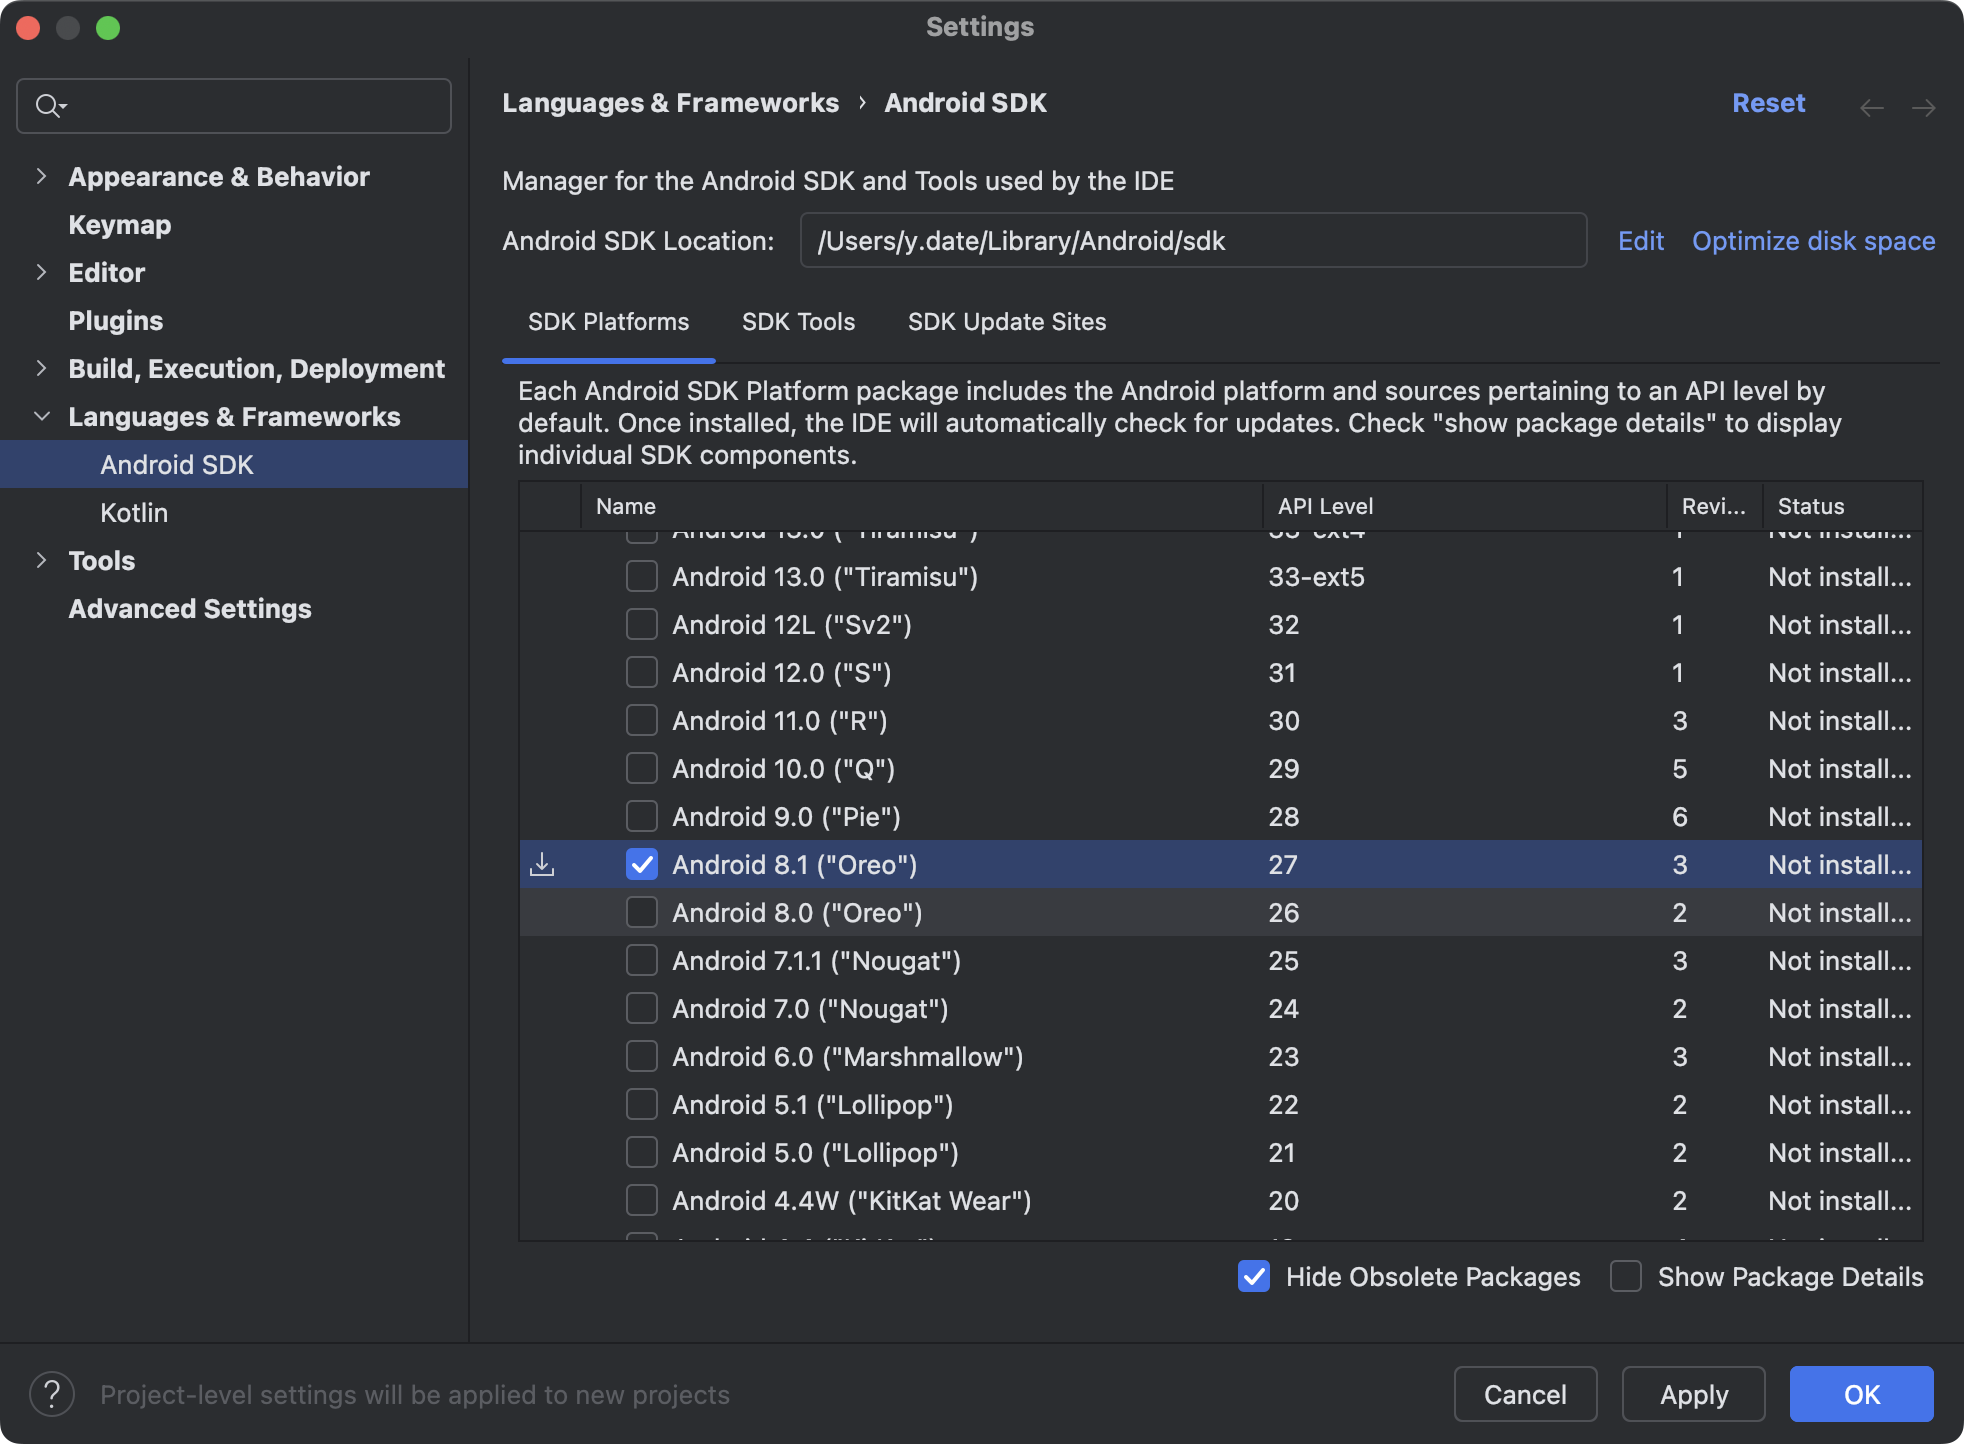 Settings
Languages & Frameworks › Android SDK
Reset
Appearance & Behavior
Keymap
Editor
Plugins
Build, Execution, Deployment
Languages & Frameworks
Android SDK
Kotlin
Tools
Advanced Settings
Manager for the Android SDK and Tools used by the IDE
Android SDK Location: /Users/y.date/Library/Android/sdk Edit Optimize disk space
SDK Platforms SDK Tools SDK Update Sites
Each Android SDK Platform package includes the Android platform and sources pertaining to an API level by
default. Once installed, the IDE will automatically check for updates. Check "show package details" to display
individual SDK components.
Name API Level Revi... Status
Android 13.0 ("Tiramisu") 33-ext4 1 Not install...
Android 13.0 ("Tiramisu") 33-ext5 1 Not install...
Android 12L ("Sv2") 32 1 Not install...
Android 12.0 ("S") 31 1 Not install...
Android 11.0 ("R") 30 3 Not install...
Android 10.0 ("Q") 29 5 Not install...
Android 9.0 ("Pie") 28 6 Not install...
Android 8.1 ("Oreo") 27 3 Not install...
Android 8.0 ("Oreo") 26 2 Not install...
Android 7.1.1 ("Nougat") 25 3 Not install...
Android 7.0 ("Nougat") 24 2 Not install...
Android 6.0 ("Marshmallow") 23 3 Not install...
Android 5.1 ("Lollipop") 22 2 Not install...
Android 5.0 ("Lollipop") 21 2 Not install...
Android 4.4W ("KitKat Wear") 20 2 Not install...
Hide Obsolete Packages Show Package Details
? Project-level settings will be applied to new projects
Cancel Apply OK